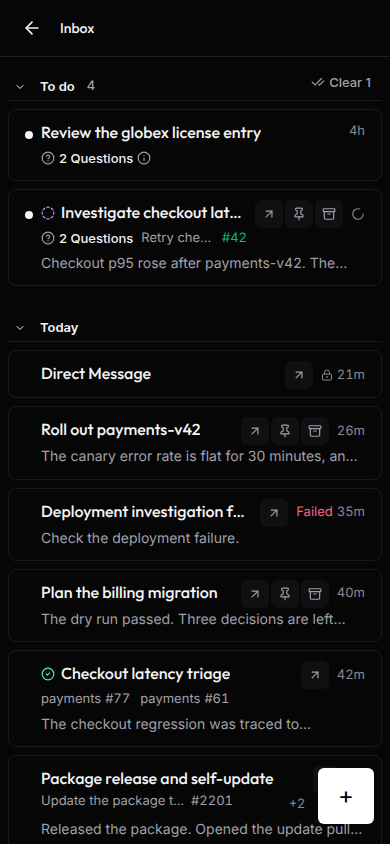 Inbox
To do 4 Clear 1
Review the globex license entry 4h
2 Questions
Investigate checkout lat...
2 Questions Retry che... #42
Checkout p95 rose after payments-v42. The...
Today
Direct Message 21m
Roll out payments-v42 26m
The canary error rate is flat for 30 minutes, an...
Deployment investigation f... Failed 35m
Check the deployment failure.
Plan the billing migration 40m
The dry run passed. Three decisions are left...
Checkout latency triage 42m
payments #77 payments #61
The checkout regression was traced to...
Package release and self-update
Update the package t... #2201 +2
Released the package. Opened the update pull...